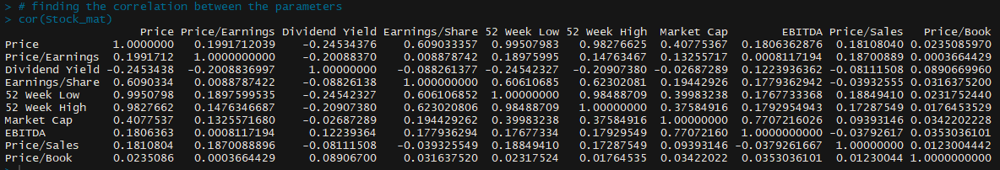 > # finding the correlation between the parameters
> cor(Stock_mat)
Price Price/Earnings Dividend Yield Earnings/Share 52 Week Low 52 Week High Market Cap EBITDA Price/Sales Price/Book
Price 1.0000000 0.1991712039 -0.24534376 0.609033357 0.99507983 0.98276625 0.40775367 0.1806362876 0.18108040 0.0235085970
Price/Earnings 0.1991712 1.0000000000 -0.20088370 0.008878742 0.18975995 0.14763467 0.13255717 0.0008117194 0.18700889 0.0003664429
Dividend Yield -0.2453438 -0.2008836997 1.00000000 -0.088261377 -0.24542327 -0.20907380 -0.02687289 0.1223936362 -0.08111508 0.0890669960
Earnings/Share 0.6090334 0.0088787422 -0.08826138 1.000000000 0.60610685 0.62302081 0.19442926 0.1779362942 -0.03932555 0.0316375200
52 Week Low 0.9950798 0.1897599535 -0.24542327 0.606106852 1.00000000 0.98488709 0.39983238 0.1767733368 0.18849410 0.0231752440
52 Week High 0.9827662 0.1476346687 -0.20907380 0.623020806 0.98488709 1.00000000 0.37584916 0.1792954943 0.17287549 0.0176453529
Market Cap 0.4077537 0.1325571680 -0.02687289 0.194429262 0.39983238 0.37584916 1.00000000 0.7707216026 0.09393146 0.0342202228
EBITDA 0.1806363 0.0008117194 0.12239364 0.177936294 0.17677334 0.17929549 0.77072160 1.0000000000 -0.03792617 0.0353036101
Price/Sales 0.1810804 0.1870088896 -0.08111508 -0.039325549 0.18849410 0.17287549 0.09393146 -0.0379261667 1.00000000 0.0123004442
Price/Book 0.0235086 0.0003664429 0.08906700 0.031637520 0.02317524 0.01764535 0.03422022 0.0353036101 0.01230044 1.0000000000